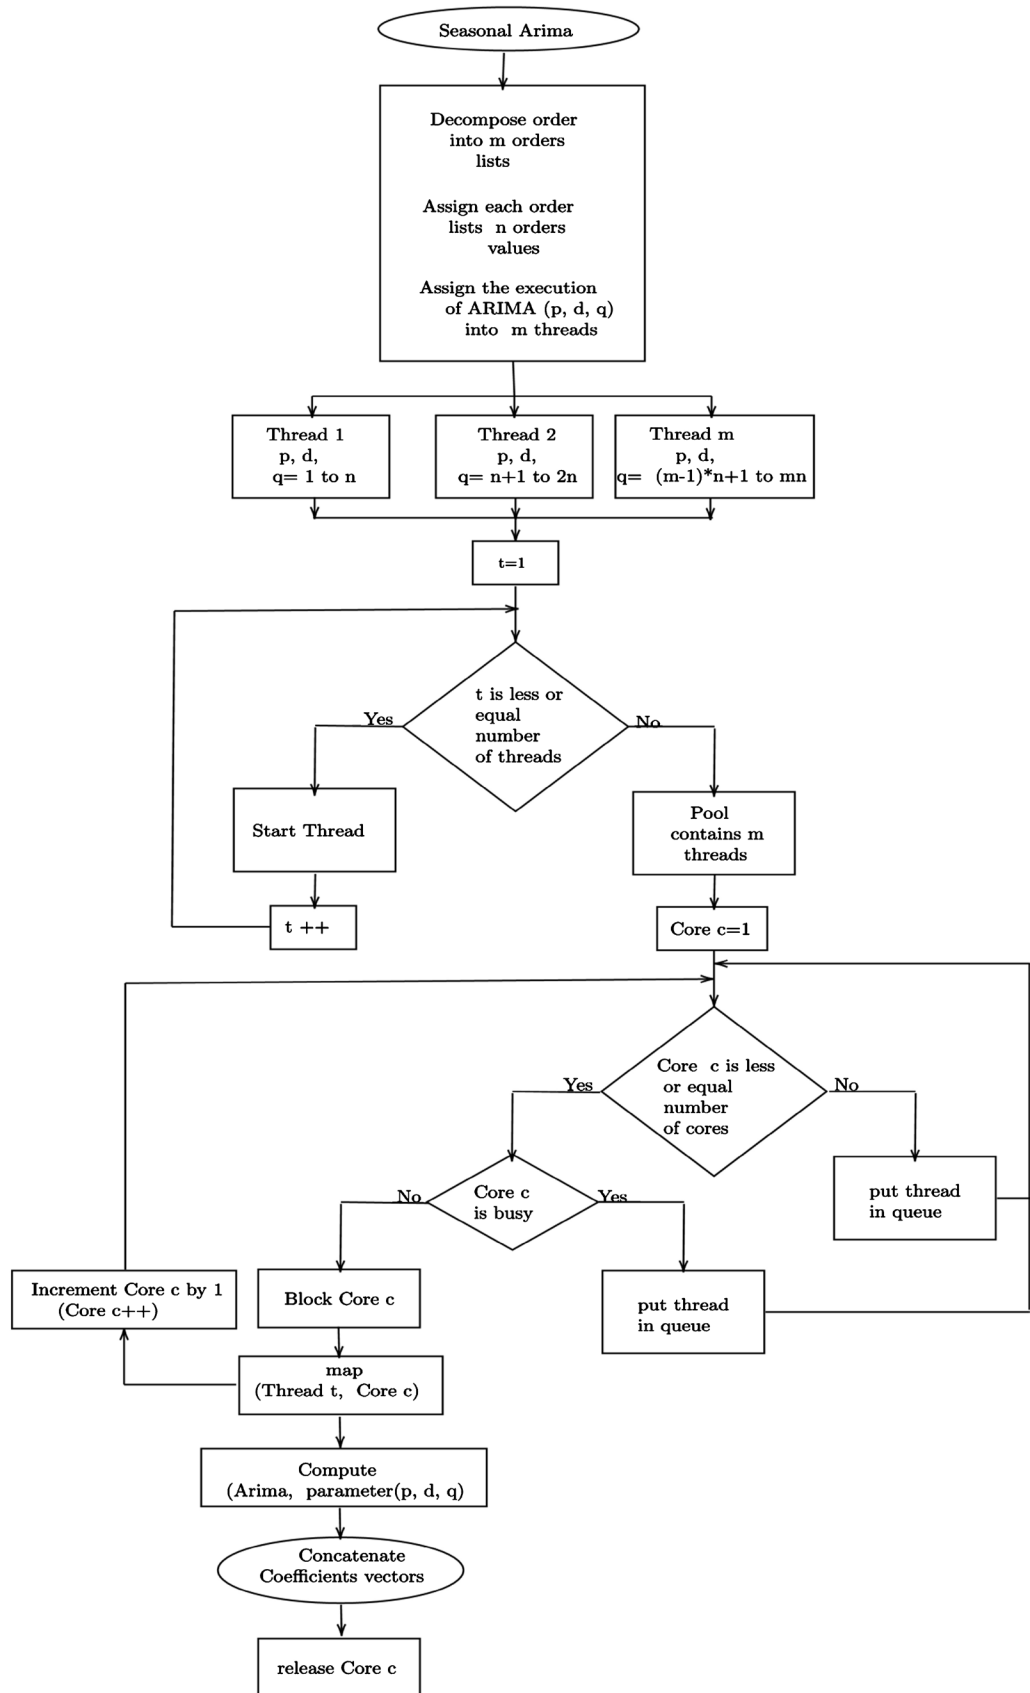 Seasonal Arima
Decompose order
into m orders
lists
Assign each order
lists n orders
values
Assign the execution
of ARIMA (p, d, q)
into m threads
Thread 1
p, d,
q= 1 to n
Thread 2
p, d,
q= n+1 to 2n
Thread m
p, d,
q= (m-1)*n+1 to mn
t=1
t is less or
equal
number
of threads
Yes
No
Start Thread
t ++
Pool
contains m
threads
Core c=1
Core c is less
or equal
number
of cores
Yes
No
put thread
in queue
Core c
is busy
No
Yes
Increment Core c by 1
(Core c++)
Block Core c
put thread
in queue
map
(Thread t, Core c)
Compute
(Arima, parameter(p, d, q)
Concatenate
Coefficients vectors
release Core c